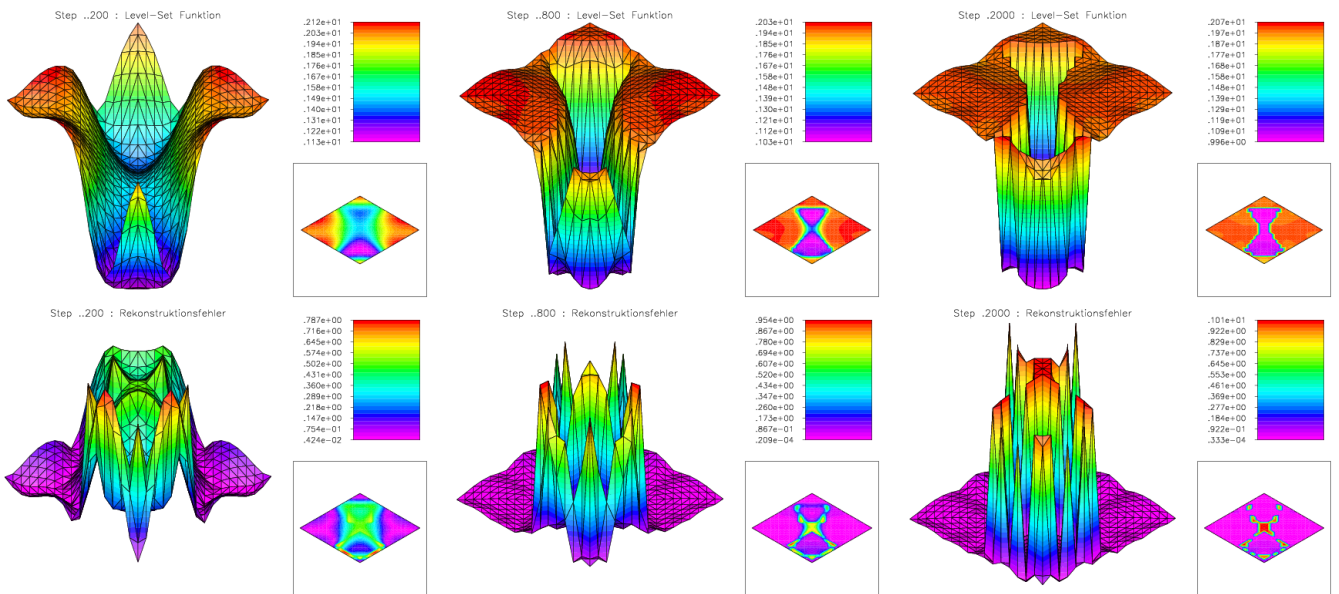 Step ..200 : Level-Set Funktion
.212e+01
.203e+01
.194e+01
.185e+01
.176e+01
.167e+01
.158e+01
.149e+01
.140e+01
.131e+01
.122e+01
.113e+01
Step ..800 : Level-Set Funktion
.203e+01
.194e+01
.185e+01
.176e+01
.167e+01
.158e+01
.149e+01
.139e+01
.130e+01
.121e+01
.112e+01
.103e+01
Step .2000 : Level-Set Funktion
.207e+01
.197e+01
.187e+01
.178e+01
.168e+01
.158e+01
.148e+01
.139e+01
.129e+01
.119e+01
.109e+01
.996e+00
Step ..200 : Rekonstruktionsfehler
.787e+00
.716e+00
.645e+00
.574e+00
.502e+00
.431e+00
.360e+00
.289e+00
.218e+00
.147e+00
.754e-01
.424e-02
Step ..800 : Rekonstruktionsfehler
.954e+00
.867e+00
.780e+00
.694e+00
.607e+00
.520e+00
.434e+00
.347e+00
.260e+00
.173e+00
.867e-01
.209e-04
Step .2000 : Rekonstruktionsfehler
.101e+01
.922e+00
.829e+00
.737e+00
.645e+00
.553e+00
.461e+00
.369e+00
.277e+00
.184e+00
.922e-01
.333e-04